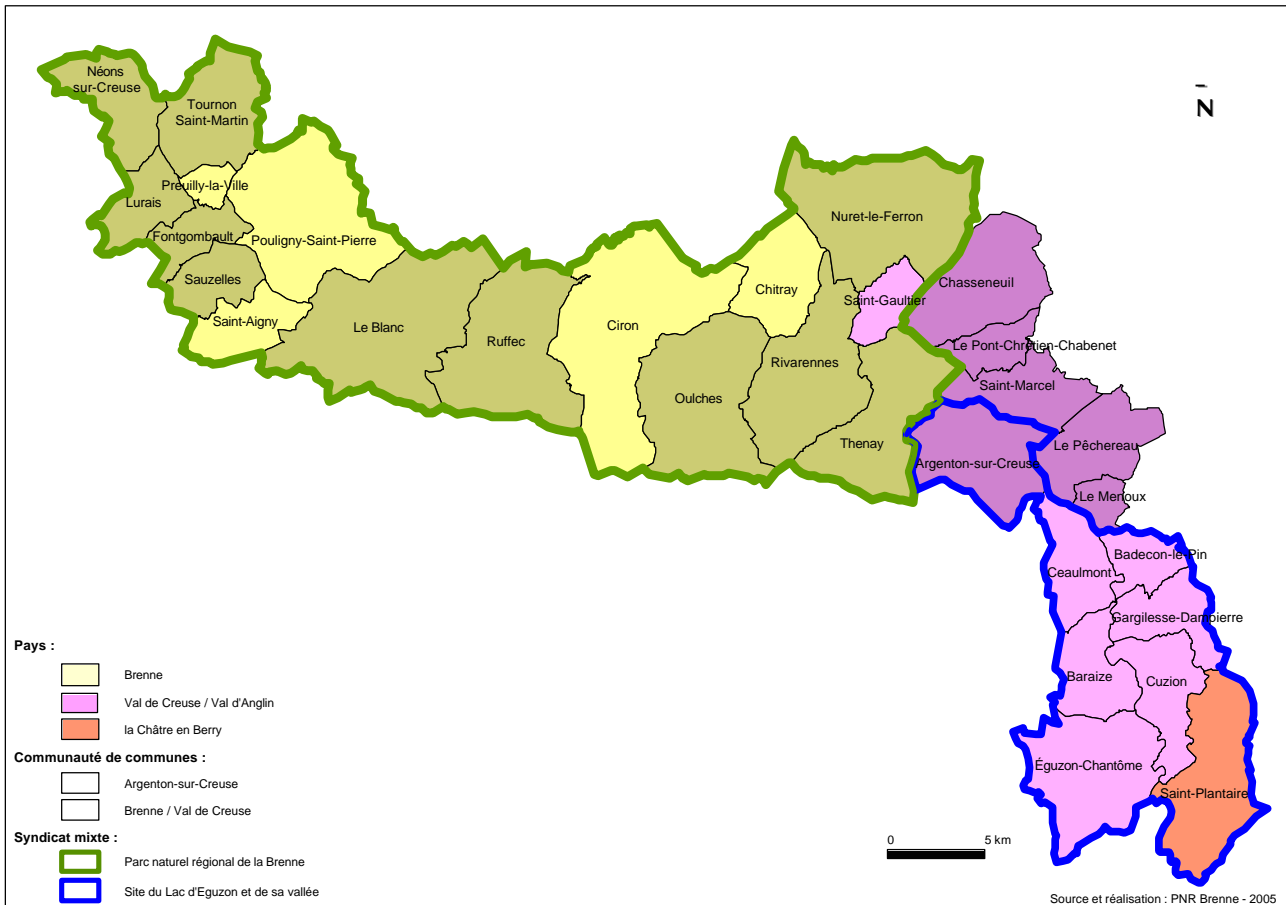 Néons
sur-Creuse
Tournon
Saint-Martin
N
Preuilly-la-Ville
Lurais
Nuret-le-Ferron
Fontgombault
Pouligny-Saint-Pierre
Sauzelles
Chasseneuil
Chitray
Saint-Gaultier
Saint-Aigny
Le Blanc
Ciron
Ruffec
Le Pont-Chrétien-Chabenet
Rivarennes
Saint-Marcel
Oulches
Thenay
Le Pêchereau
Argenton-sur-Creuse
Le Menoux
Badecon-le-Pin
Ceaulmont
Gargilesse-Dampierre
Baraize
Cuzion
Éguzon-Chantôme
Saint-Plantaire
Pays :
Brenne
Val de Creuse / Val d'Anglin
la Châtre en Berry
Communauté de communes :
Argenton-sur-Creuse
Brenne / Val de Creuse
Syndicat mixte :
Parc naturel régional de la Brenne
Site du Lac d'Eguzon et de sa vallée
0 5 km
Source et réalisation : PNR Brenne - 2005